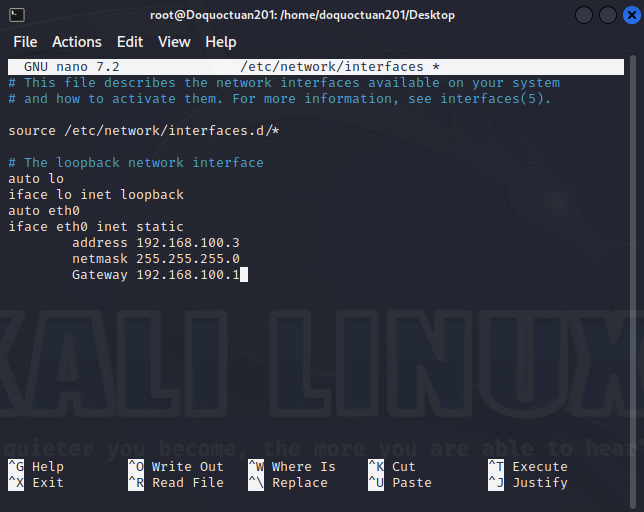 root@Doquoctuan201: /home/doquoctuan201/Desktop
File Actions Edit View Help
GNU nano 7.2 /etc/network/interfaces *
# This file describes the network interfaces available on your system
# and how to activate them. For more information, see interfaces(5).
source /etc/network/interfaces.d/*
# The loopback network interface
auto lo
iface lo inet loopback
auto eth0
iface eth0 inet static
address 192.168.100.3
netmask 255.255.255.0
Gateway 192.168.100.1
KALI LINUX
quieter you become, the more you are able to hear"
^G Help ^O Write Out ^W Where Is ^K Cut ^T Execute
^X Exit ^R Read File ^\ Replace ^U Paste ^J Justify